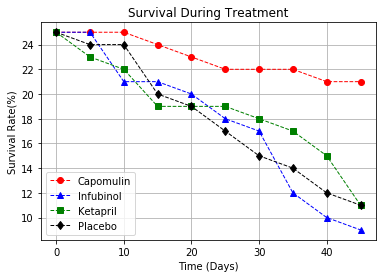 Survival During Treatment
Survival Rate(%)
24
22
20
18
16
14
12
10
Capomulin
Infubinol
Ketapril
Placebo
0
10
20
30
40
Time (Days)